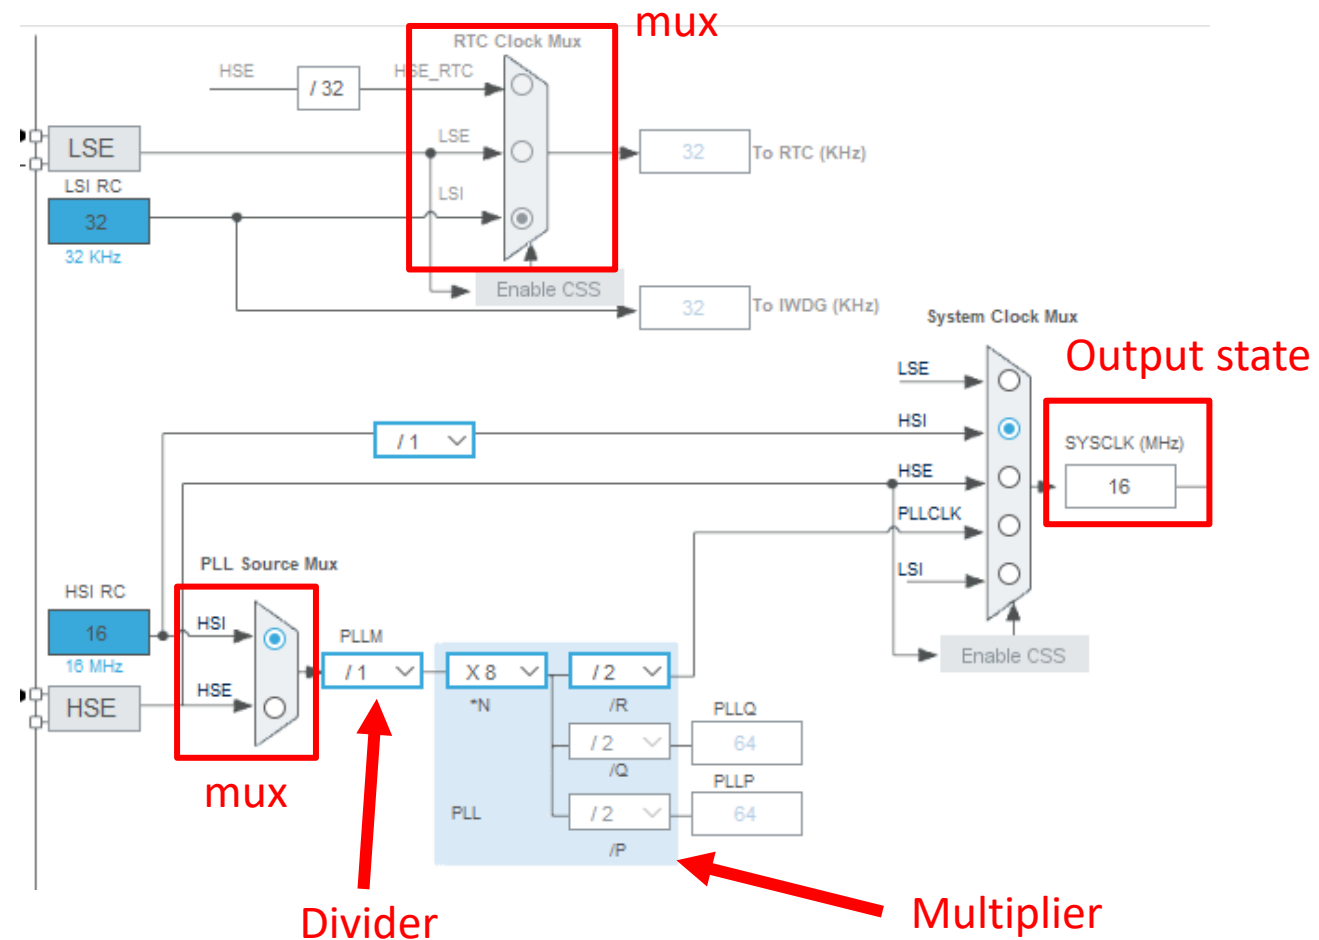 mux
RTC Clock Mux
HSE
/ 32
HSE_RTC
LSE
LSE
32
To RTC (KHz)
LSI RC
LSI
32
32 KHz
Enable CSS
32
To IWDG (KHz)
System Clock Mux
Output state
LSE
HSI
/ 1
SYSCLK (MHz)
HSE
16
PLLCLK
PLL Source Mux
LSI
HSI RC
HSI
16
PLLM
16 MHz
Enable CSS
/ 1
X 8
/ 2
HSE
HSE
*N
/R
PLLQ
/ 2
64
/Q
PLLP
mux
PLL
/ 2
64
/P
Divider
Multiplier